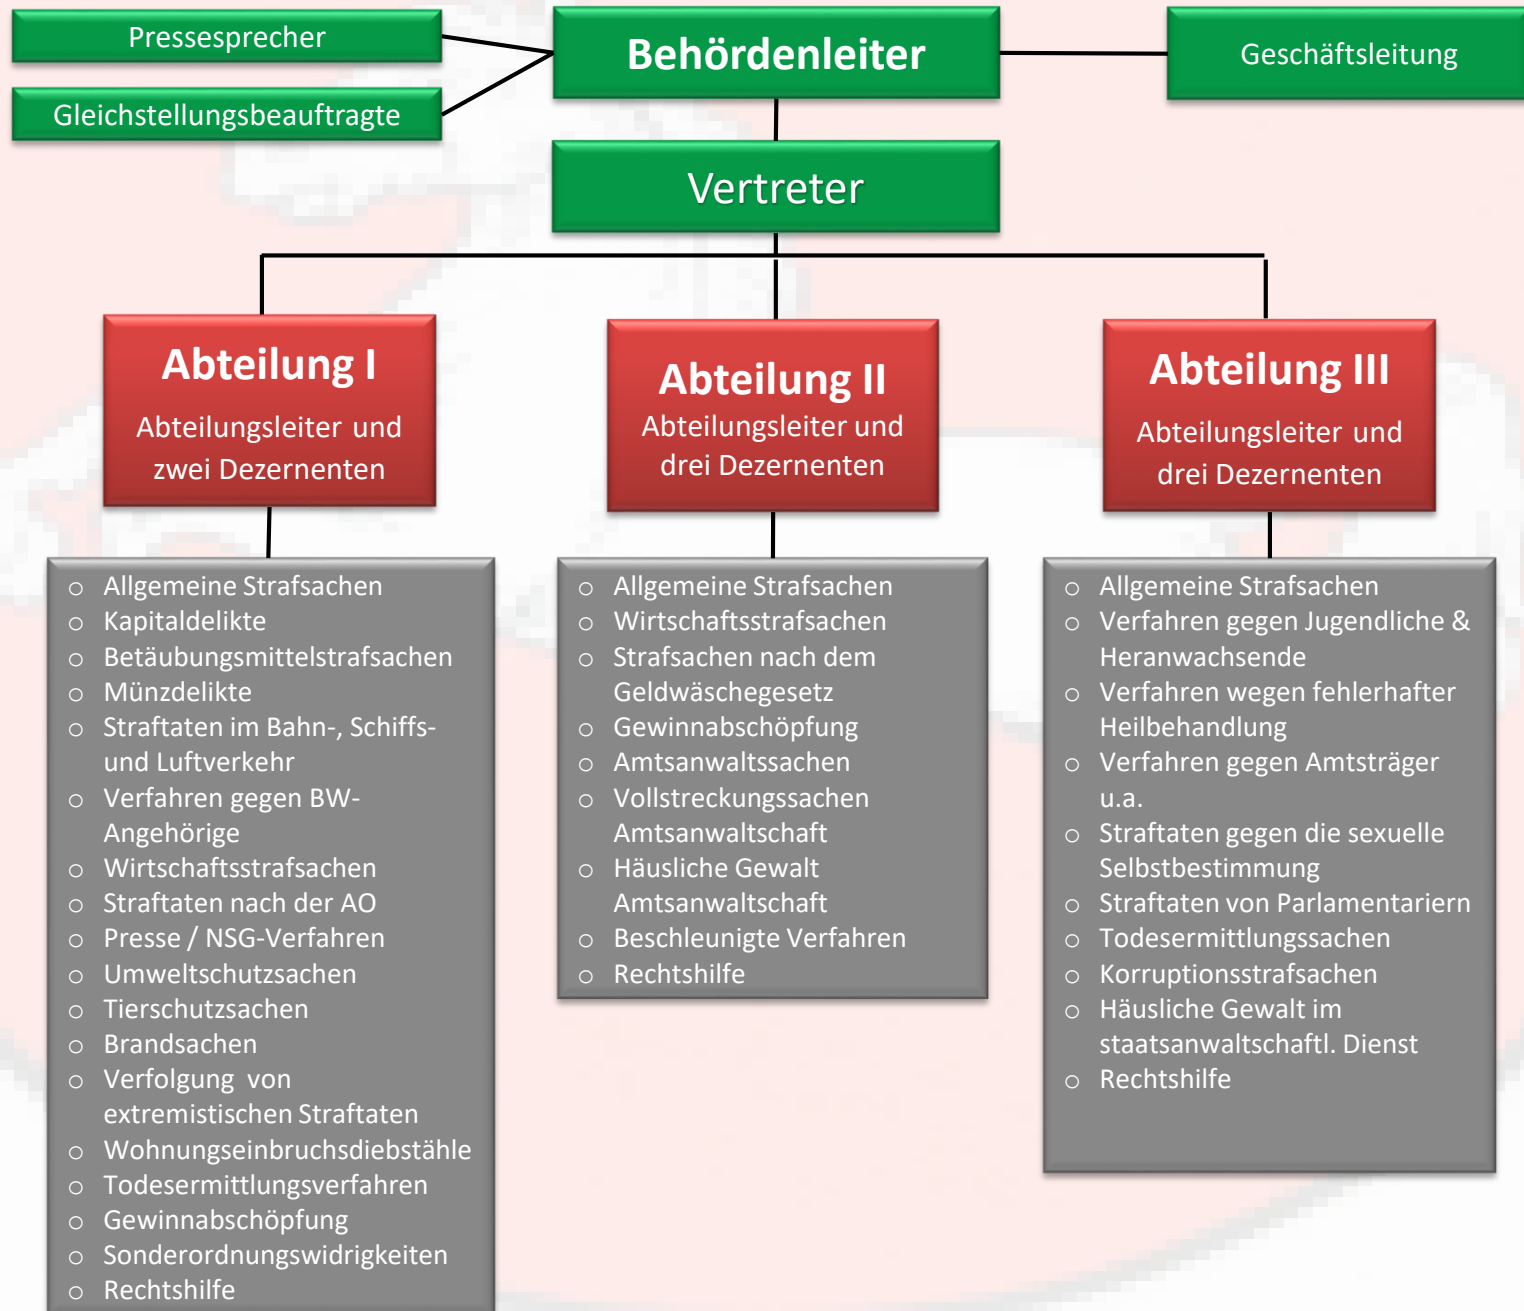 Pressesprecher
Gleichstellungsbeauftragte
Behördenleiter
Geschäftsleitung
Vertreter
Abteilung I
Abteilungsleiter und
zwei Dezernenten
Abteilung II
Abteilungsleiter und
drei Dezernenten
Abteilung III
Abteilungsleiter und
drei Dezernenten
o Allgemeine Strafsachen
o Kapitaldelikte
o Betäubungsmittelstrafsachen
o Münzdelikte
o Straftaten im Bahn-, Schiffs-
und Luftverkehr
o Verfahren gegen BW-
Angehörige
o Wirtschaftsstrafsachen
o Straftaten nach der AO
o Presse / NSG-Verfahren
o Umweltschutzsachen
o Tierschutzsachen
o Brandsachen
o Verfolgung von
extremistischen Straftaten
o Wohnungseinbruchsdiebstähle
o Todesermittlungsverfahren
o Gewinnabschöpfung
o Sonderordnungswidrigkeiten
o Rechtshilfe
o Allgemeine Strafsachen
o Wirtschaftsstrafsachen
o Strafsachen nach dem
Geldwäschegesetz
o Gewinnabschöpfung
o Amtsanwaltssachen
o Vollstreckungssachen
Amtsanwaltschaft
o Häusliche Gewalt
Amtsanwaltschaft
o Beschleunigte Verfahren
o Rechtshilfe
o Allgemeine Strafsachen
o Verfahren gegen Jugendliche &
Heranwachsende
o Verfahren wegen fehlerhafter
Heilbehandlung
o Verfahren gegen Amtsträger
u.a.
o Straftaten gegen die sexuelle
Selbstbestimmung
o Straftaten von Parlamentariern
o Todesermittlungssachen
o Korruptionsstrafsachen
o Häusliche Gewalt im
staatsanwaltschaftl. Dienst
o Rechtshilfe